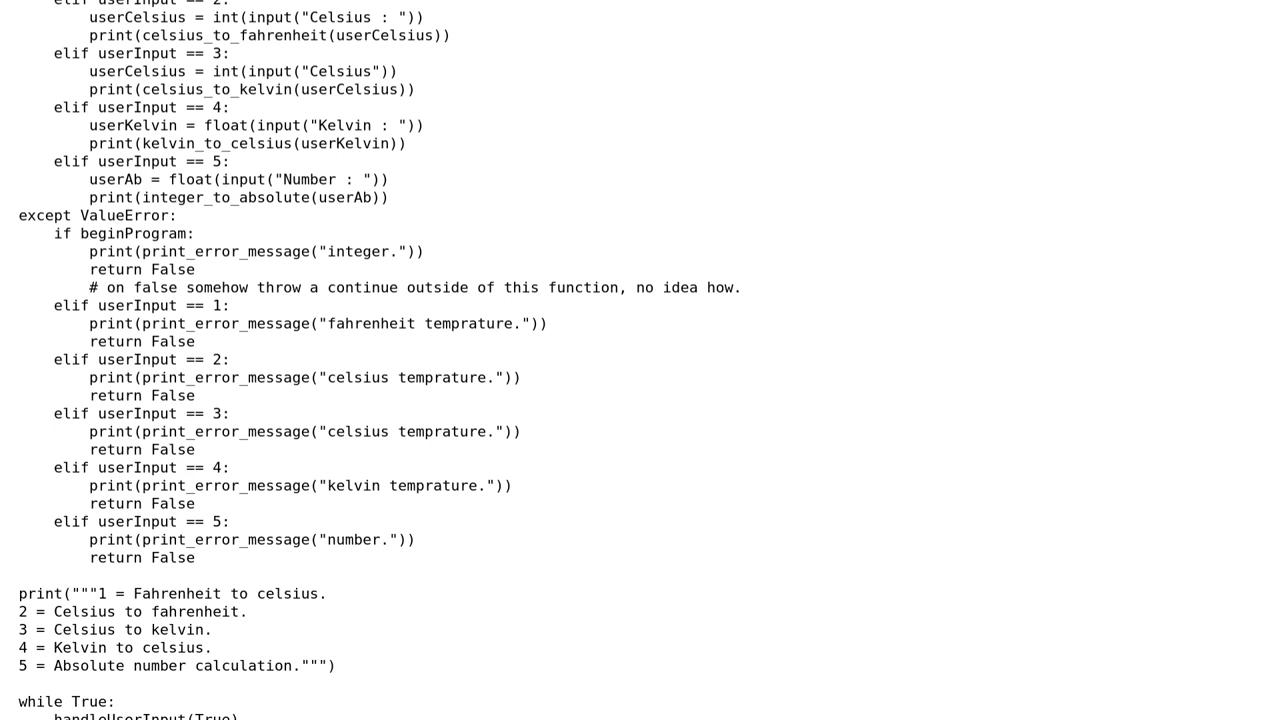 elif userInput == 2:
        userCelsius = int(input("Celsius : "))
        print(celsius_to_fahrenheit(userCelsius))
    elif userInput == 3:
        userCelsius = int(input("Celsius"))
        print(celsius_to_kelvin(userCelsius))
    elif userInput == 4:
        userKelvin = float(input("Kelvin : "))
        print(kelvin_to_celsius(userKelvin))
    elif userInput == 5:
        userAb = float(input("Number : "))
        print(integer_to_absolute(userAb))
except ValueError:
    if beginProgram:
        print(print_error_message("integer."))
        return False
        # on false somehow throw a continue outside of this function, no idea how.
    elif userInput == 1:
        print(print_error_message("fahrenheit temprature."))
        return False
    elif userInput == 2:
        print(print_error_message("celsius temprature."))
        return False
    elif userInput == 3:
        print(print_error_message("celsius temprature."))
        return False
    elif userInput == 4:
        print(print_error_message("kelvin temprature."))
        return False
    elif userInput == 5:
        print(print_error_message("number."))
        return False

print("""1 = Fahrenheit to celsius.
2 = Celsius to fahrenheit.
3 = Celsius to kelvin.
4 = Kelvin to celsius.
5 = Absolute number calculation.""")

while True:
    handleUserInput(True)